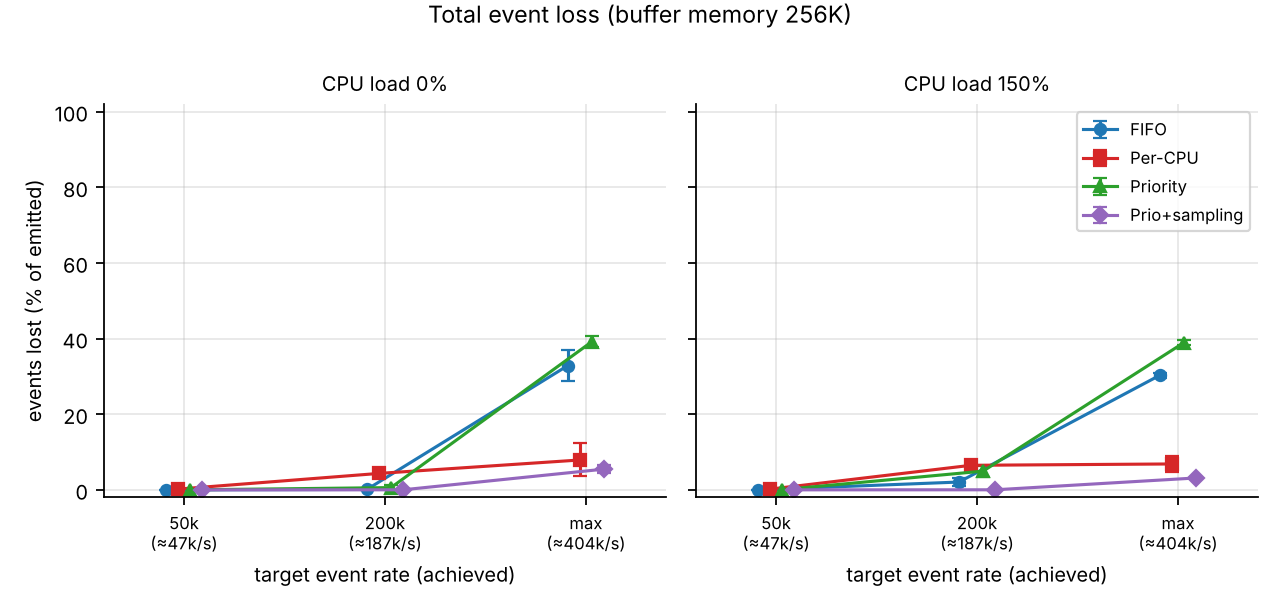 Total event loss (buffer memory 256K)
CPU load 0%
CPU load 150%
events lost (% of emitted)
100
80
60
40
20
0
FIFO
Per-CPU
Priority
Prio+sampling
50k
(≈47k/s)
200k
(≈187k/s)
max
(≈404k/s)
50k
(≈47k/s)
200k
(≈187k/s)
max
(≈404k/s)
target event rate (achieved)
target event rate (achieved)